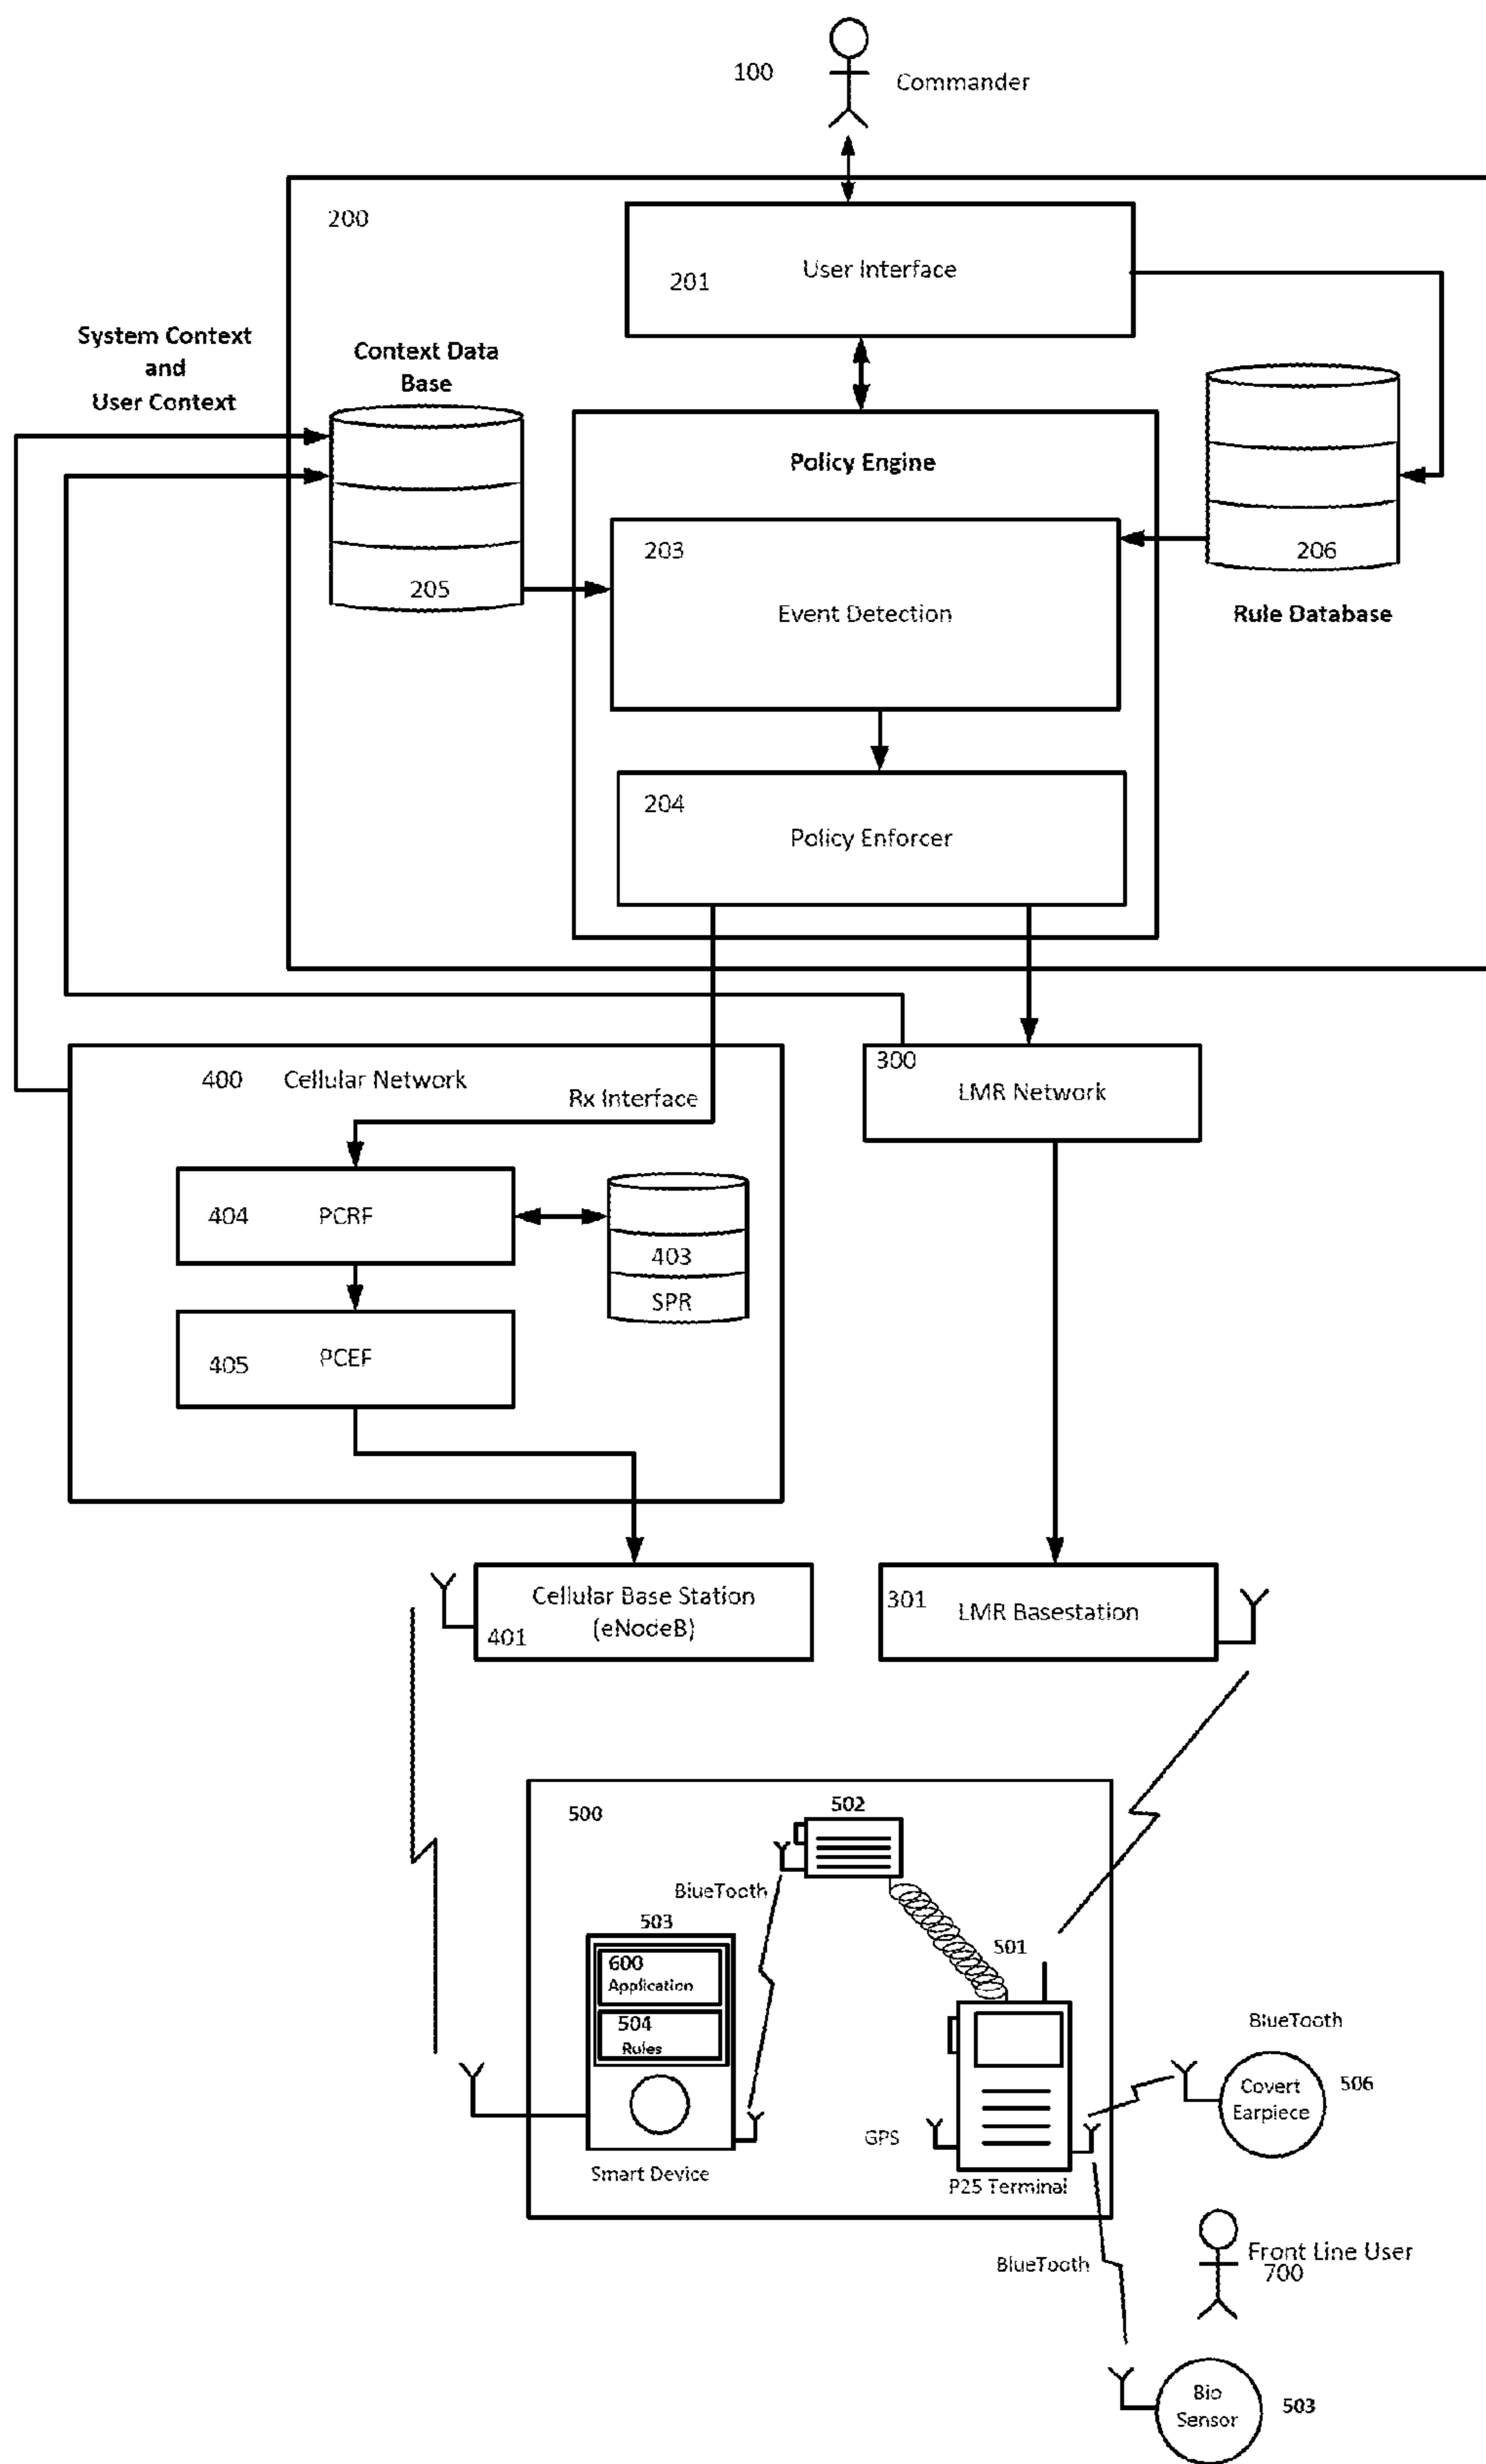 100
Commander
200
User Interface
201
System Context
and
User Context
Context Data
Base
Policy Engine
203
206
205
Event Detection
Rule Database
204
Policy Enforcer
300
400 Cellular Network
LMR Network
Rx Interface
404 PCRF
403
SPR
405 PCEF
Cellular Base Station
(eNodeB)
401
301 LMR Basestation
500
502
BlueTooth
503
501
600
Application
504
Rules
BlueTooth
Covert
Earpiece
506
GPS
Smart Device
P25 Terminal
Front Line User
700
BlueTooth
Bio
Sensor
503